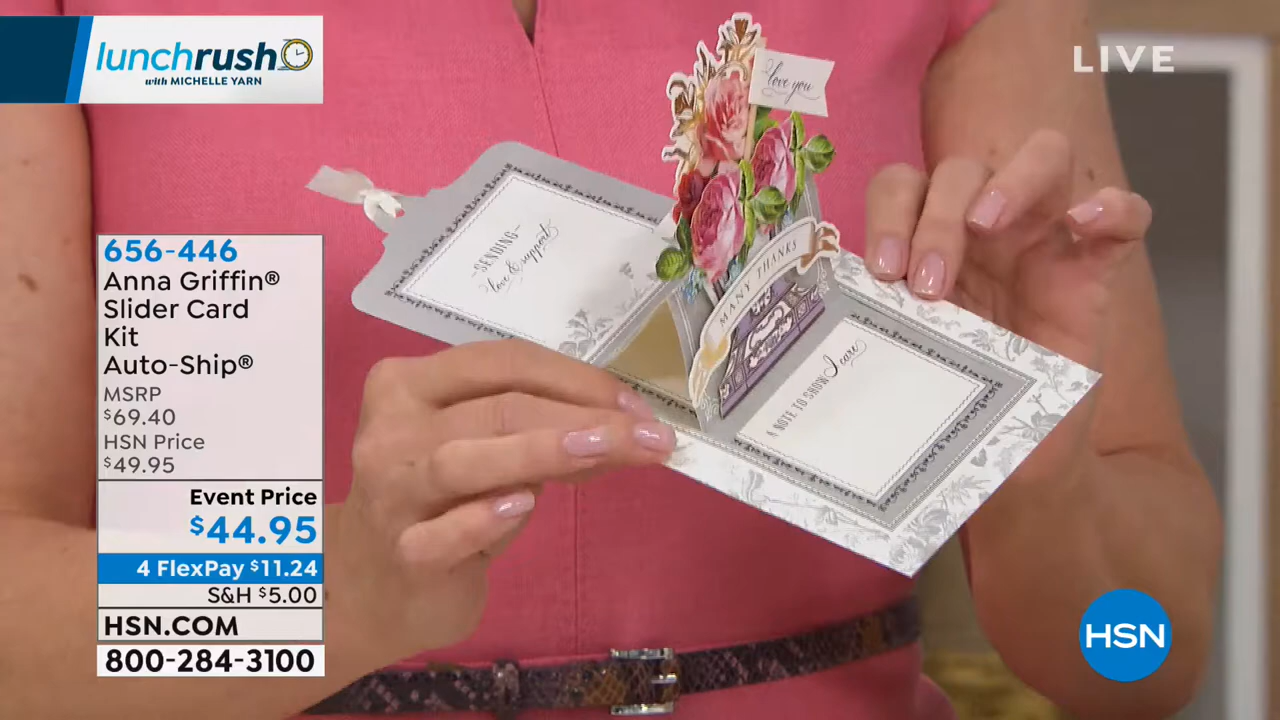 lunchrush
with MICHELLE YARN
LIVE
love you
SENDING
love & support
MANY THANKS
A NOTE TO SHOW I care
656-446
Anna Griffin®
Slider Card
Kit
Auto-Ship®
MSRP
$69.40
HSN Price
$49.95
Event Price
$44.95
4 FlexPay $11.24
S&H $5.00
HSN.COM
800-284-3100
HSN